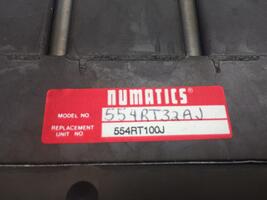 numatics®
MODEL NO. 554RT32AJ
REPLACEMENT
UNIT NO 554RT100J